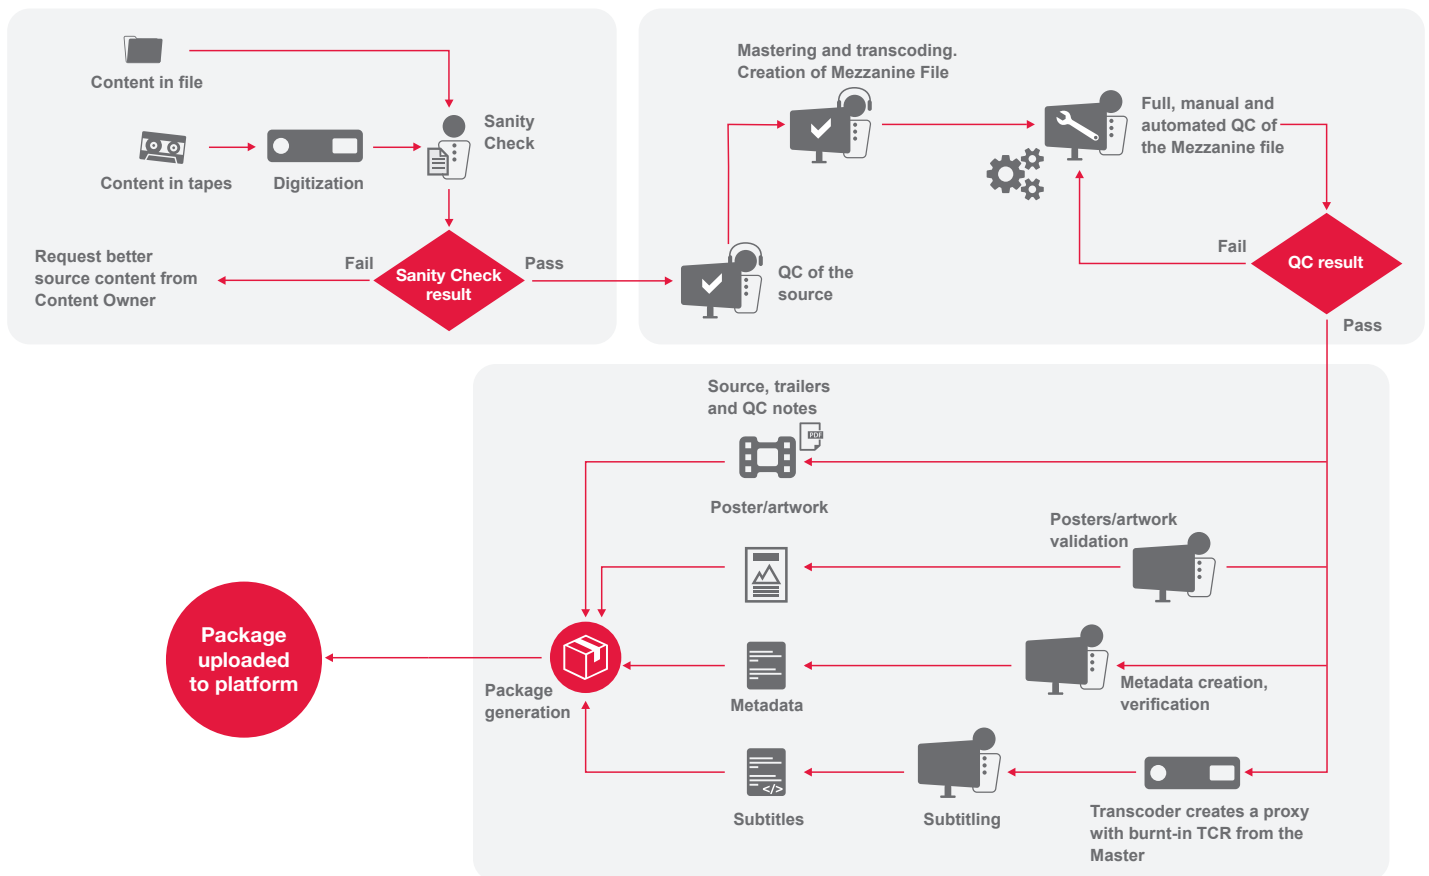 Content in file
Sanity
Check
Content in tapes
Digitization
Request better
source content from
Content Owner
Fail
Sanity Check
result
Pass
Mastering and transcoding.
Creation of Mezzanine File
Full, manual and
automated QC of
the Mezzanine file
QC of the
source
Fail
QC result
Pass
Source, trailers
and QC notes
PDF
Poster/artwork
Posters/artwork
validation
Package
uploaded
to platform
Package
generation
Metadata
Metadata creation,
verification
</>
Subtitles
Subtitling
Transcoder creates a proxy
with burnt-in TCR from the
Master